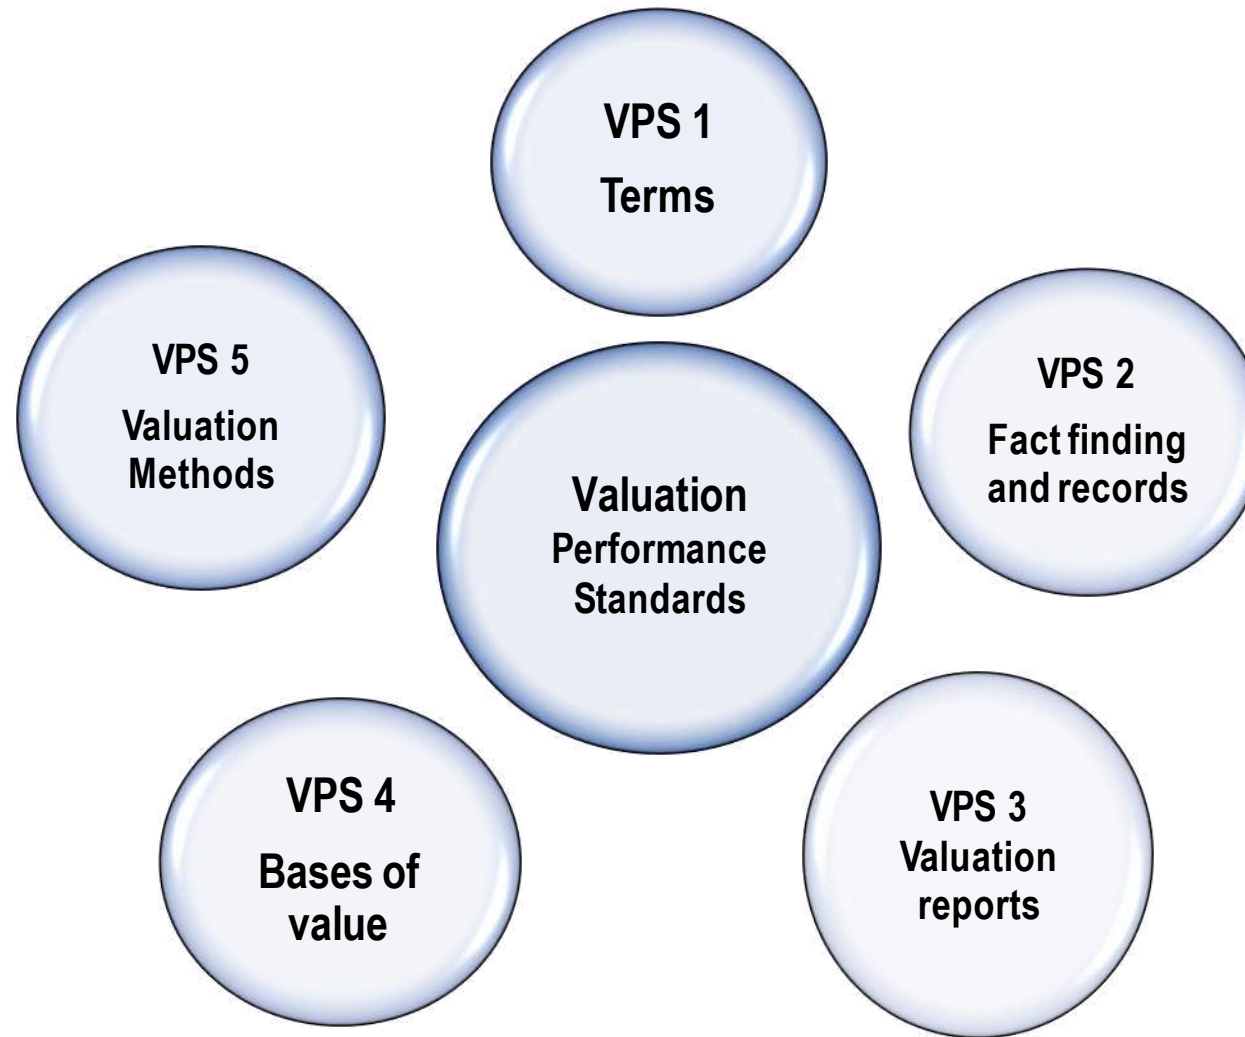 VPS 1
Terms
VPS 5
Valuation
Methods
VPS 2
Fact finding
and records
Valuation
Performance
Standards
VPS 4
Bases of
value
VPS 3
Valuation
reports